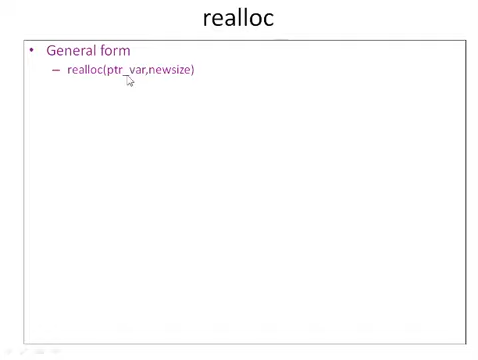 realloc
• General form
– realloc(ptr_var,newsize)